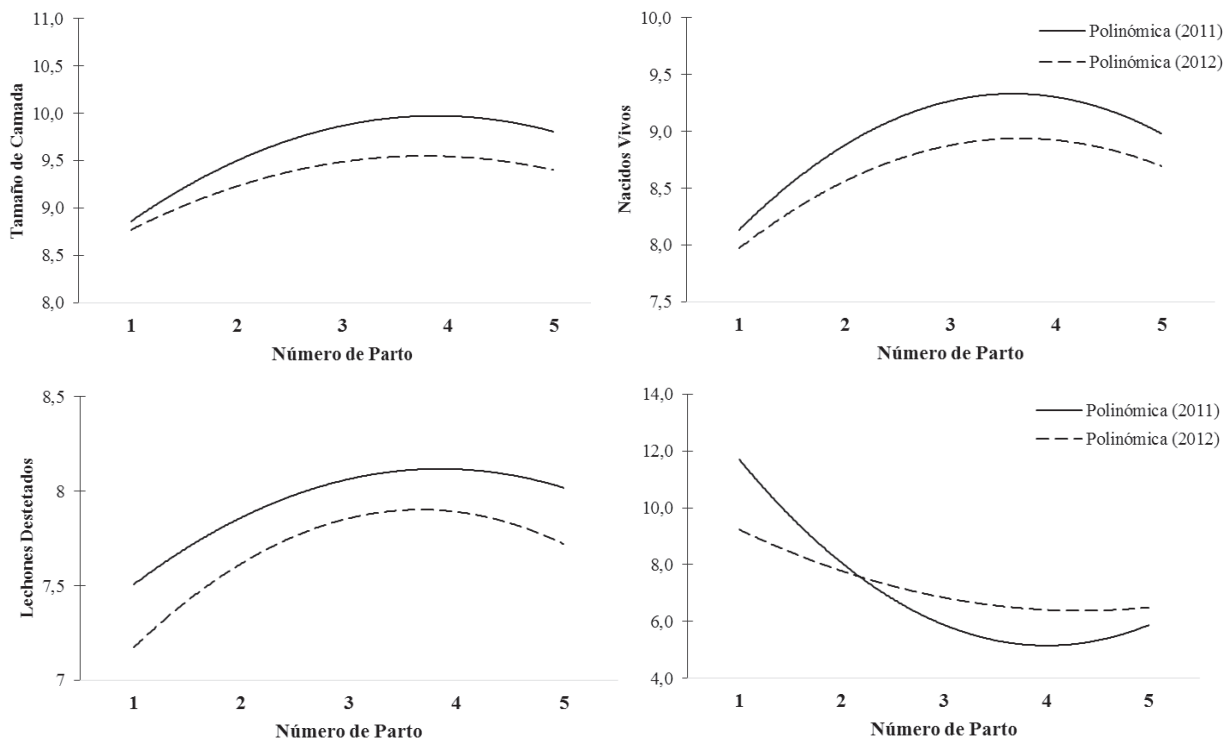 Tamaño de Camada
11,0
10,5
10,0
9,5
9,0
8,5
8,0
1 2 3 4 5
Número de Parto
Nacidos Vivos
10,0
9,5
9,0
8,5
8,0
7,5
Polinómica (2011)
Polinómica (2012)
1 2 3 4 5
Número de Parto
Lechones Destetados
8,5
8
7,5
7
1 2 3 4 5
Número de Parto
14,0
12,0
10,0
8,0
6,0
4,0
Polinómica (2011)
Polinómica (2012)
1 2 3 4 5
Número de Parto